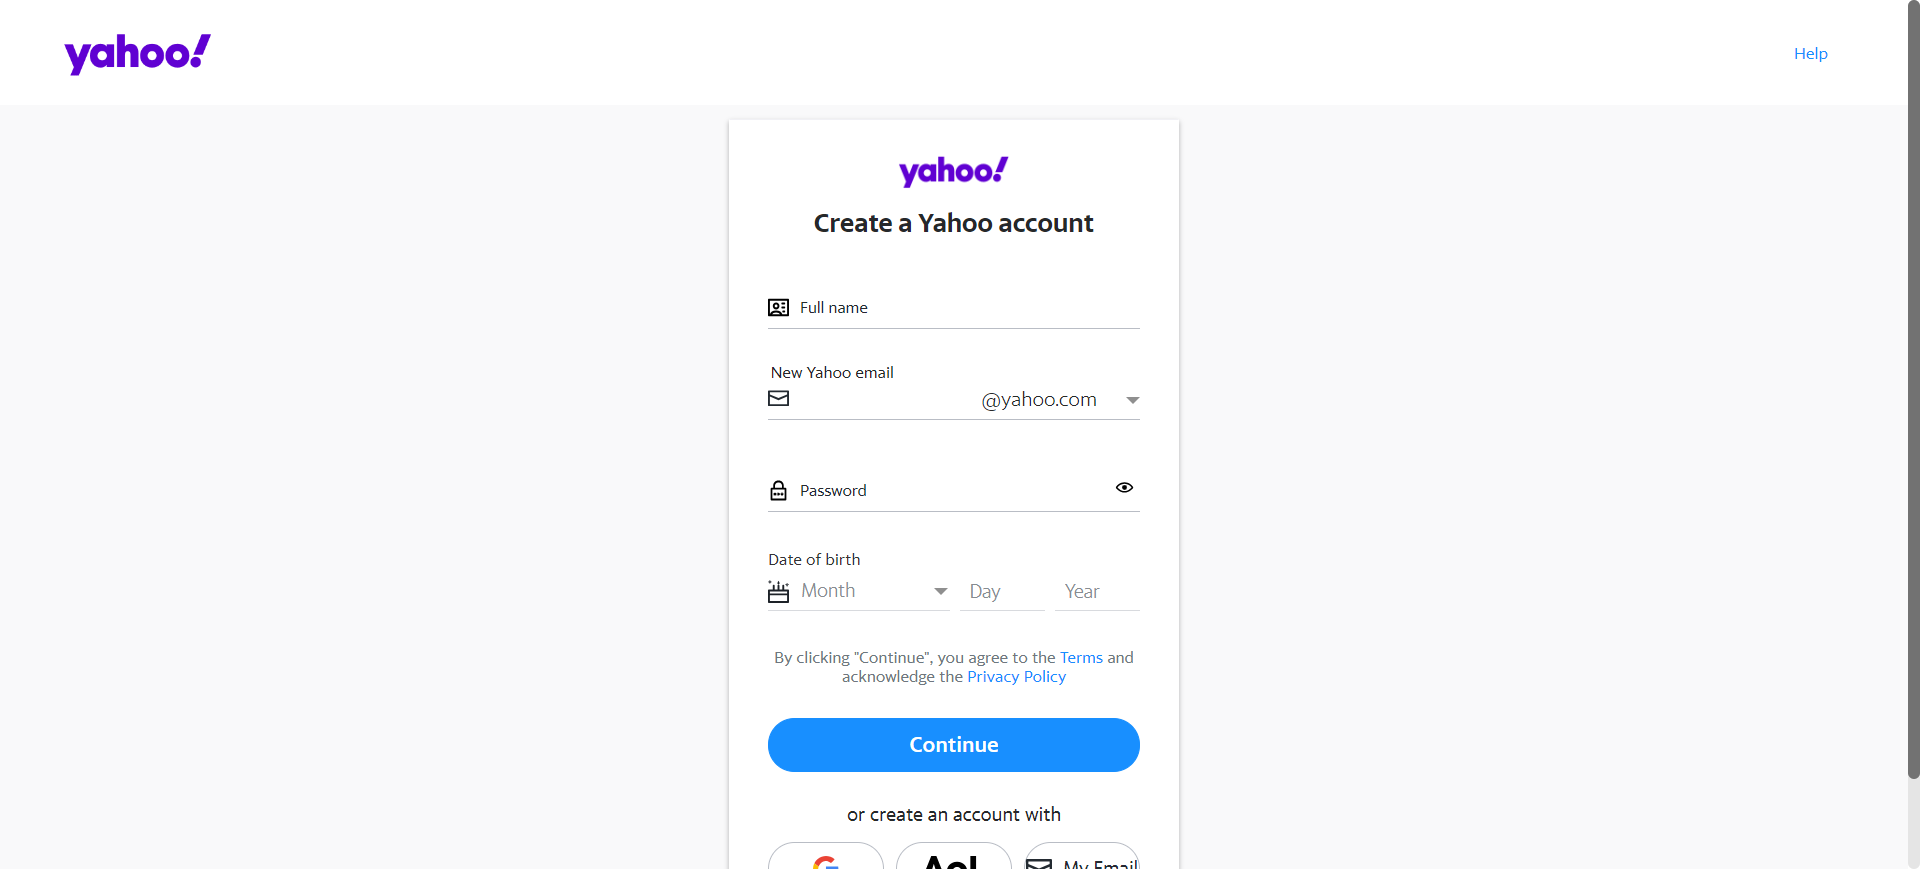 yahoo!
Help
yahoo!
Create a Yahoo account
Full name
New Yahoo email
@yahoo.com
Password
Date of birth
Month Day Year
By clicking "Continue", you agree to the Terms and
acknowledge the Privacy Policy
Continue
or create an account with
Aol My Email